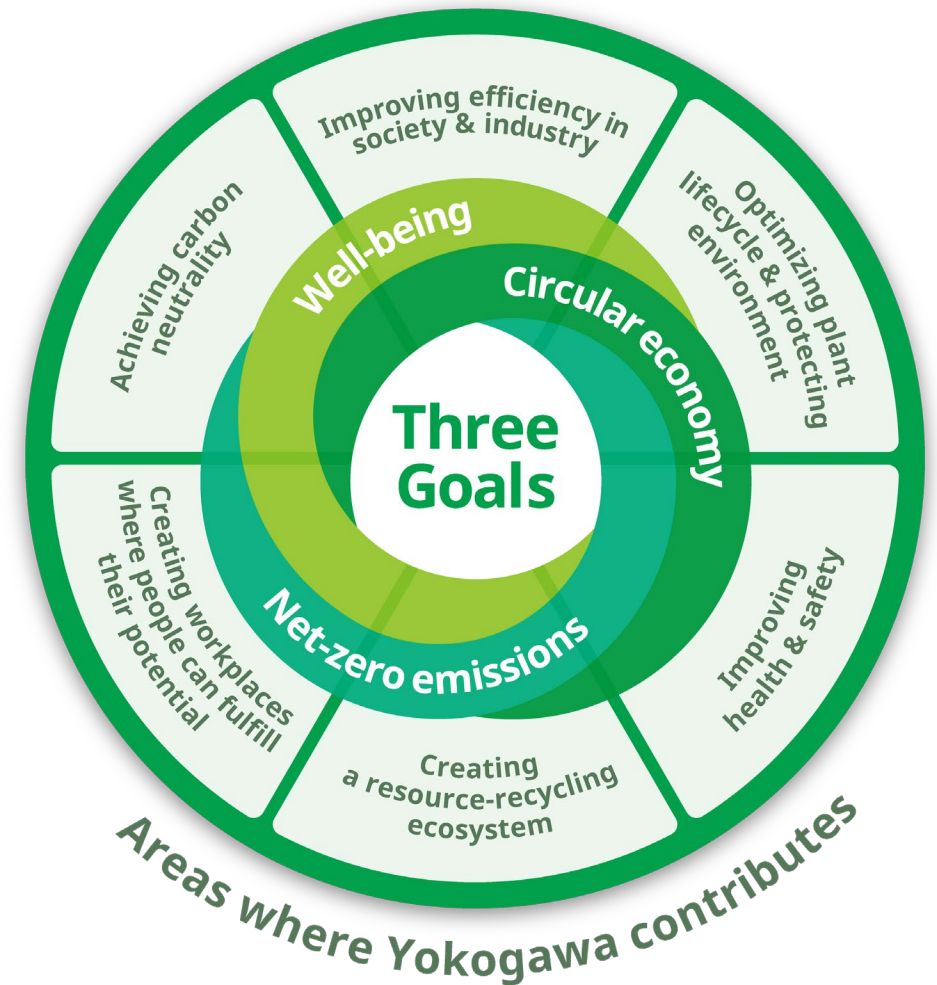 Improving efficiency in
society & industry
Optimizing plant
lifecycle & protecting
environment
Improving
health & safety
Creating
a resource-recycling
ecosystem
Creating workplaces
where people can fulfill
their potential
Achieving carbon
neutrality
Well-being
Circular economy
Net-zero emissions
Three
Goals
Areas where Yokogawa contributes